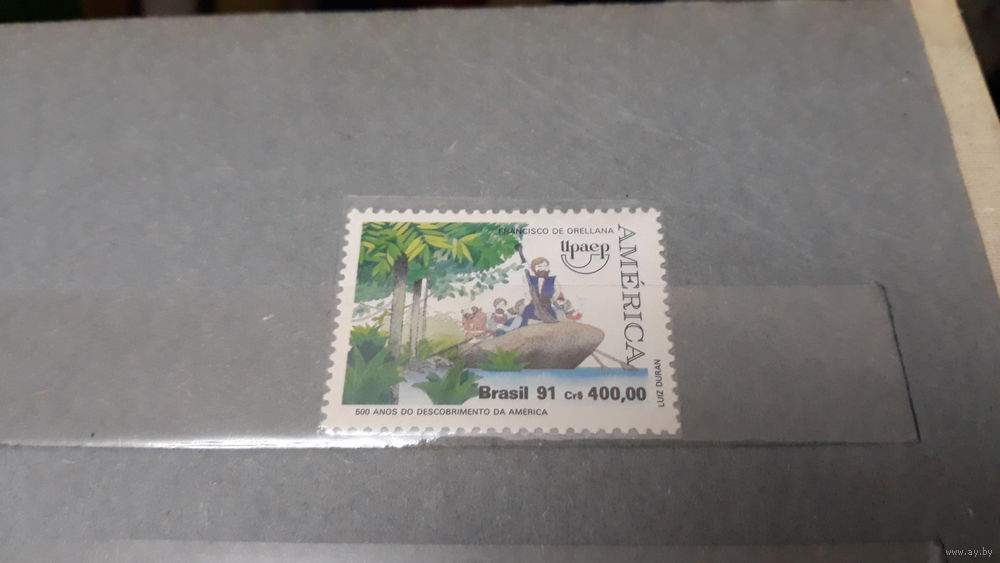 FRANCISCO DE ORELLANA
Upaep
AMÉRICA
Brasil 91 Cr$ 400,00
LUIZ DURAN
500 ANOS DO DESCOBRIMENTO DA AMÉRICA
www.ay.by